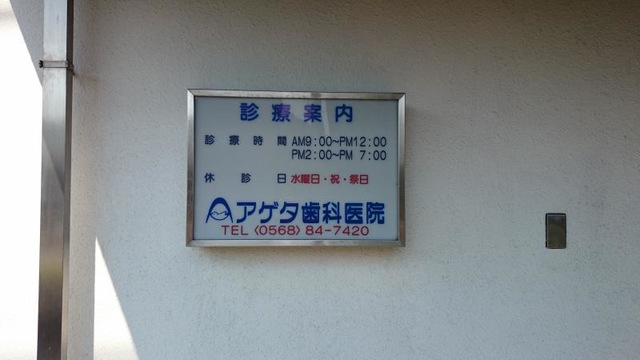 診療案内
診療時間 AM9:00~PM12:00
PM2:00~PM 7:00
休診日 水曜日・祝・祭日
アゲタ歯科医院
TEL〈0568〉84-7420